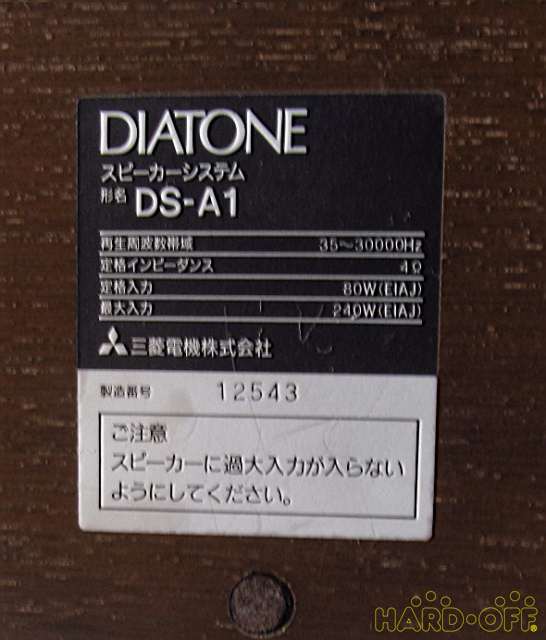 DIATONE
スピーカーシステム
形名 DS-A1
再生周波数帯域 35〜30000Hz
定格インピーダンス 4Ω
定格入力 80W(EIAJ)
最大入力 240W(EIAJ)
三菱電機株式会社
製造番号 12543
ご注意
スピーカーに過大入力が入らない
ようにしてください。
HARD・OFF